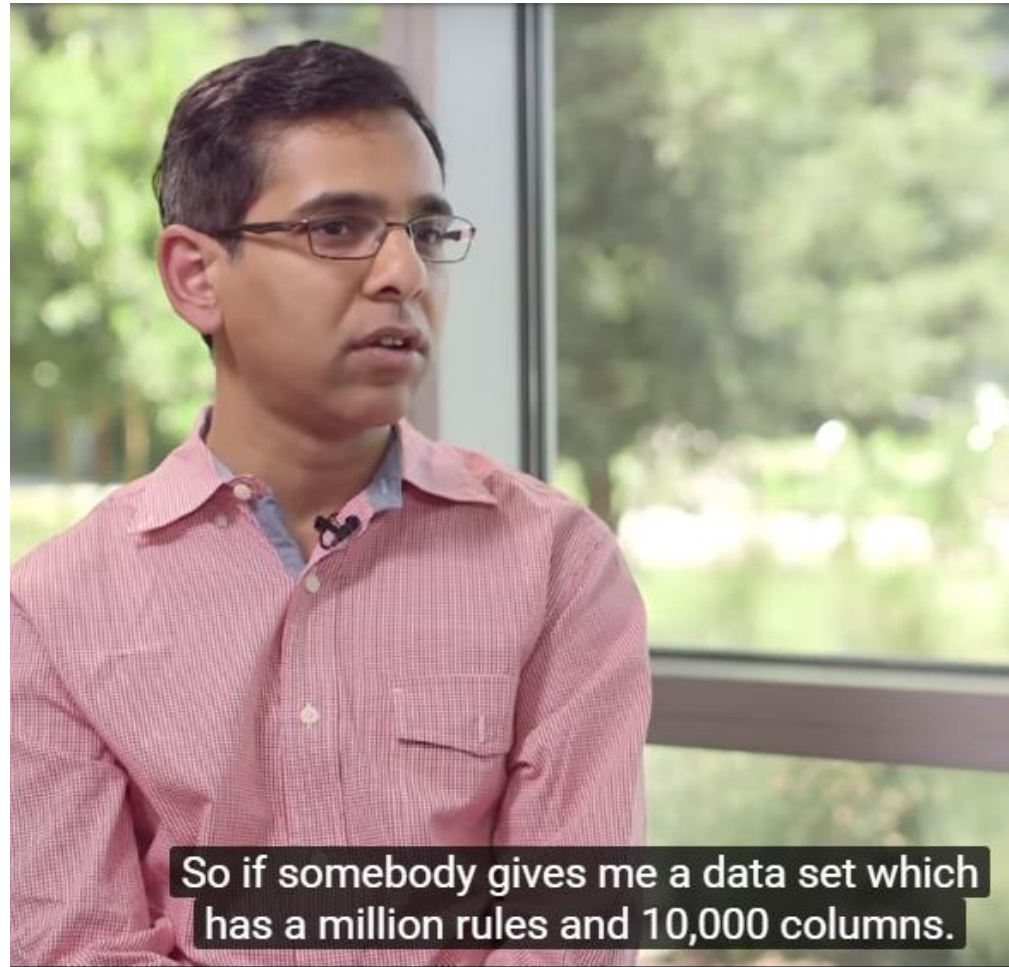 So if somebody gives me a data set which
has a million rules and 10,000 columns.